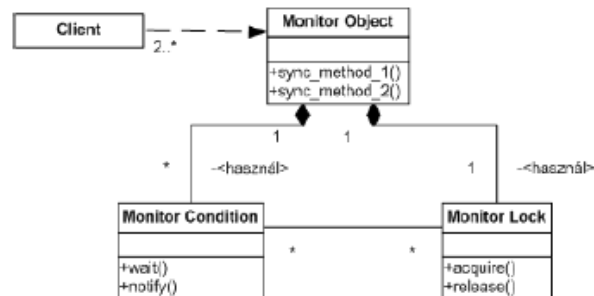 Client
2..*
Monitor Object
+sync_method_1()
+sync_method_2()
1
1
*
-<használ>
1
-<használ>
Monitor Condition
+wait()
+notify()
*
*
Monitor Lock
+acquire()
+release()